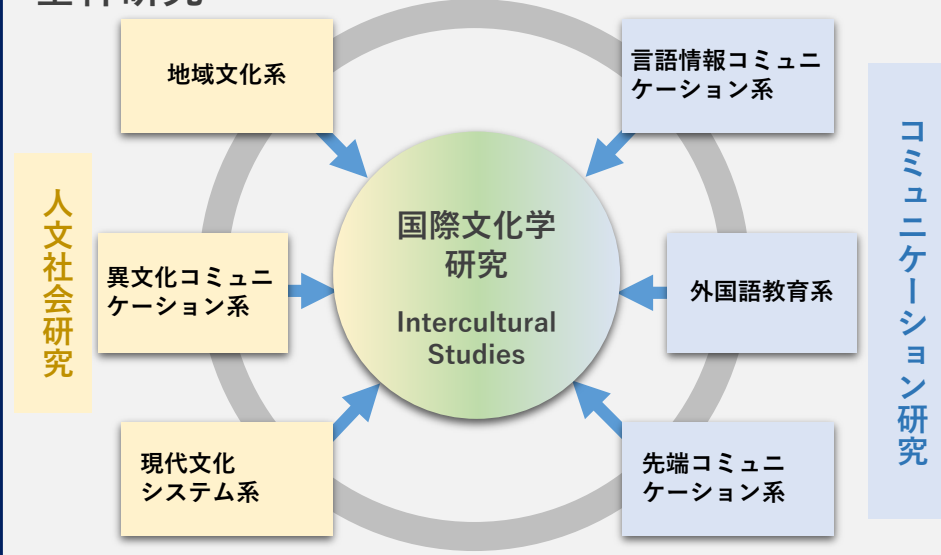 地域文化系
言語情報コミュニ
ケーション系
人文社会研究
コミュニケーション研究
国際文化学
研究
Intercultural
Studies
異文化コミュニ
ケーション系
外国語教育系
現代文化
システム系
先端コミュニ
ケーション系